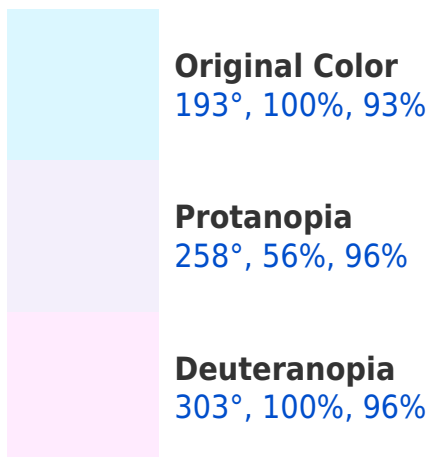 Original Color
193°, 100%, 93%
Protanopia
258°, 56%, 96%
Deuteranopia
303°, 100%, 96%